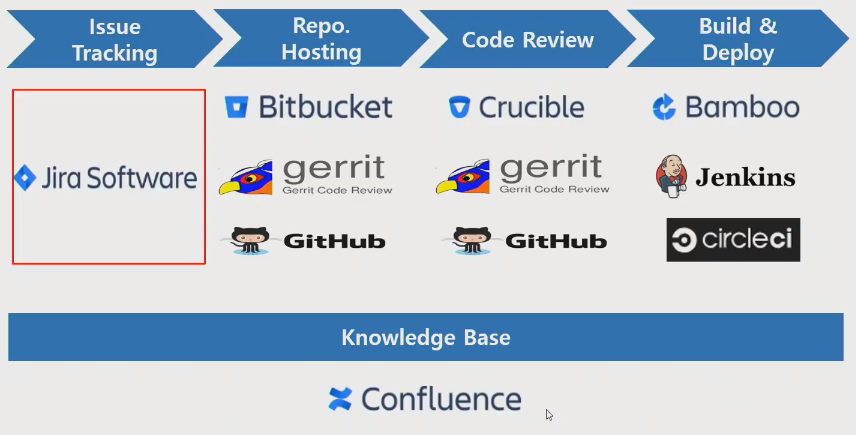 Issue
Tracking
Repo.
Hosting
Code Review
Build &
Deploy
Jira Software
Bitbucket
Crucible
Bamboo
gerrit
Gerrit Code Review
gerrit
Gerrit Code Review
Jenkins
GitHub
GitHub
circleci
Knowledge Base
Confluence